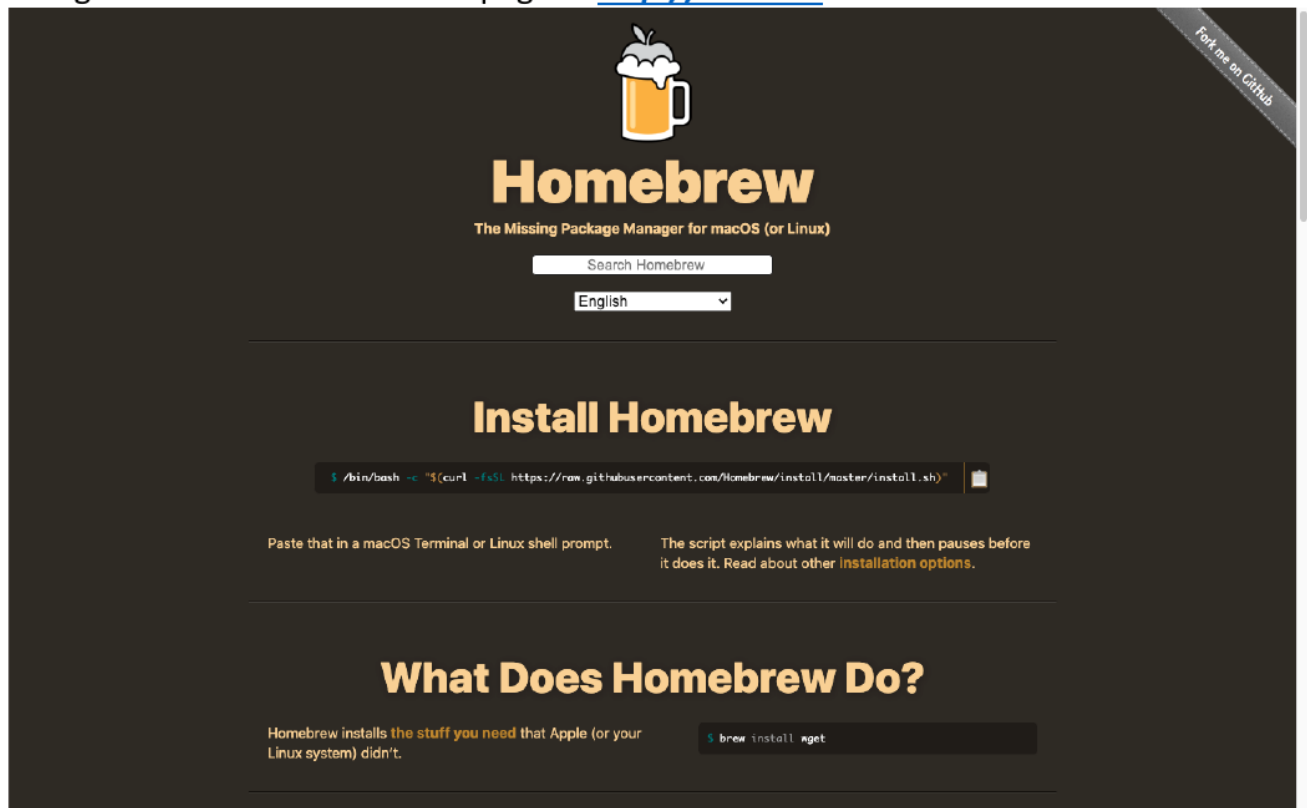 Fork me on GitHub
Homebrew
The Missing Package Manager for macOS (or Linux)
Search Homebrew
English
Install Homebrew
$ /bin/bash -c "$(curl -fsSL https://raw.githubusercontent.com/Homebrew/install/master/install.sh)"
Paste that in a macOS Terminal or Linux shell prompt.
The script explains what it will do and then pauses before
it does it. Read about other installation options.
What Does Homebrew Do?
Homebrew installs the stuff you need that Apple (or your
Linux system) didn't.
$ brew install wget